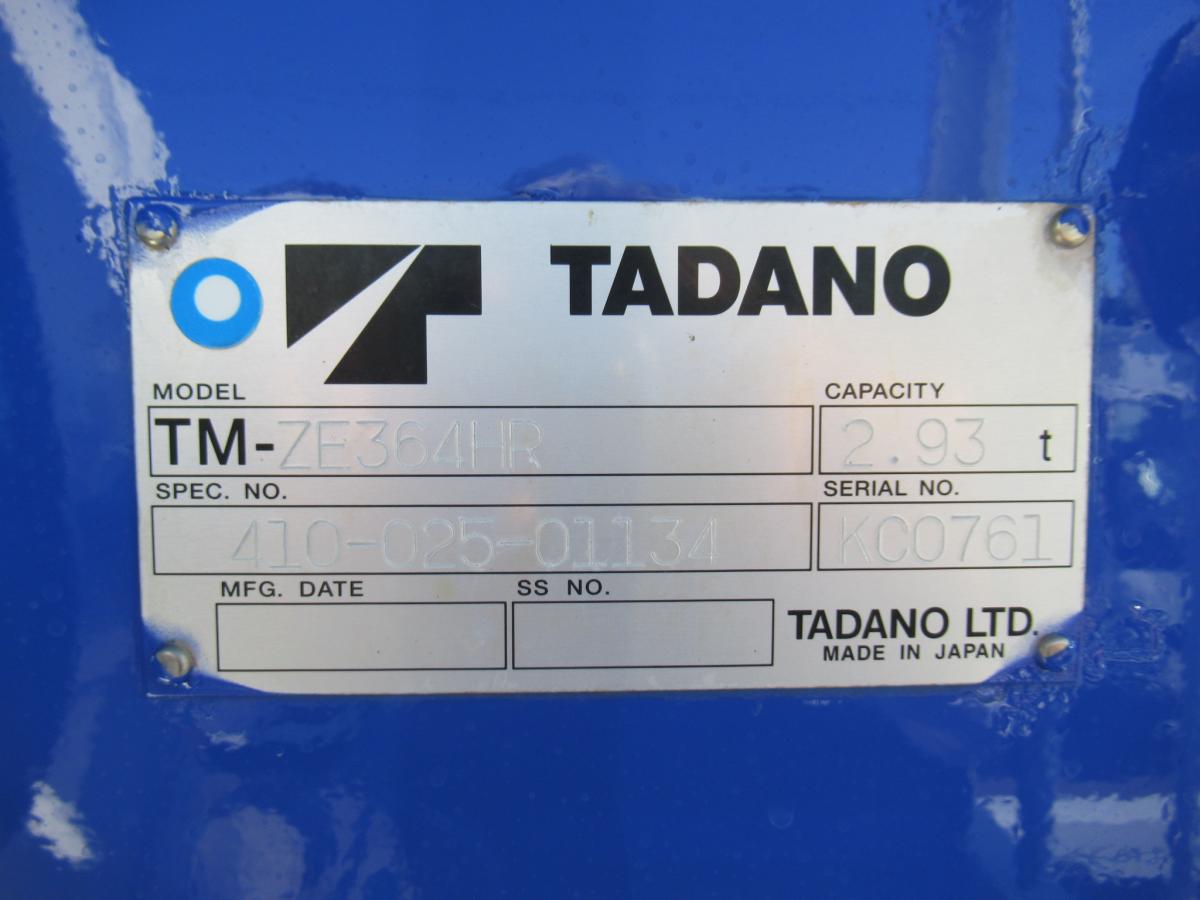 TADANO
MODEL
TM-ZE364HR
CAPACITY
2.93 t
SPEC. NO.
410-025-01134
SERIAL NO.
KC0761
MFG. DATE
SS NO.
TADANO LTD.
MADE IN JAPAN